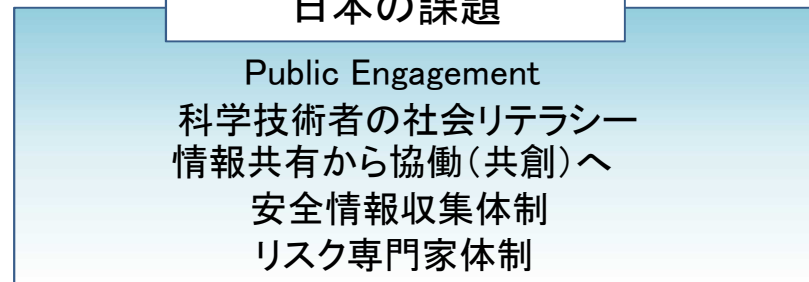 日本の課題
Public Engagement
科学技術者の社会リテラシー
情報共有から協働（共創）へ
安全情報収集体制
リスク専門家体制